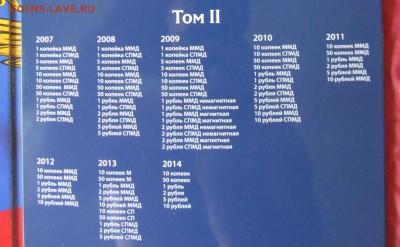 COINS.LAVE.RU
Том II
2007
1 копейка ММД
1 копейка СПМД
5 копеек ММД
5 копеек СПМД
10 копеек ММД
10 копеек СПМД
50 копеек ММД
50 копеек СПМД
1 рубль ММД
1 рубль СПМД
2 рубля ММД
2 рубля СПМД
2008
1 копейка ММД
1 копейка СПМД
5 копеек ММД
5 копеек СПМД
10 копеек ММД
10 копеек СПМД
50 копеек ММД
50 копеек СПМД
1 рубль ММД
1 рубль СПМД
2 рубля ММД
2 рубля СПМД
5 рублей ММД
5 рублей СПМД
2009
1 копейка ММД
1 копейка СПМД
5 копеек ММД
5 копеек СПМД
10 копеек ММД
10 копеек СПМД
50 копеек ММД
50 копеек СПМД
1 рубль ММД немагнитная
1 рубль СПМД немагнитная
1 рубль ММД магнитная
1 рубль СПМД магнитная
2 рубля ММД немагнитная
2 рубля СПМД немагнитная
2010
10 копеек ММД
10 копеек СПМД
50 копеек ММД
50 копеек СПМД
1 рубль ММД
1 рубль СПМД
2 рубля ММД
2 рубля СПМД
5 рублей ММД
5 рублей СПМД
10 рублей ММД
10 рублей СПМД
2011
10 копеек ММД
50 копеек ММД
1 рубль ММД
2 рубля ММД
5 рублей ММД
10 рублей ММД
2012
10 копеек ММД
50 копеек ММД
1 рубль ММД
2 рубля ММД
5 рублей ММД
10 рублей ММД
2013
10 копеек М
50 копеек М
1 рубль ММД
2 рубля ММД
5 рублей ММД
10 рублей ММД
10 копеек СП
50 копеек СП
1 рубль СПМД
2 рубля СПМД
5 рублей СПМД
2014
10 копеек
50 копеек
1 рубль
2 рубля
5 рублей
10 рублей